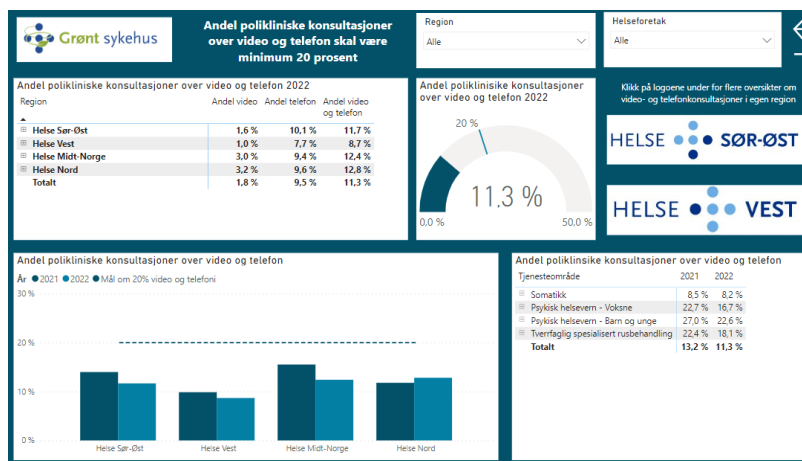 Grønt sykehus
Andel polikliniske konsultasjoner
over video og telefon skal være
minimum 20 prosent
Region
Alle
Helseforetak
Alle
Andel polikliniske konsultasjoner over video og telefon 2022
Region Andel video Andel telefon Andel video
og telefon
Helse Sør-Øst 1,6 % 10,1 % 11,7 %
Helse Vest 1,0 % 7,7 % 8,7 %
Helse Midt-Norge 3,0 % 9,4 % 12,4 %
Helse Nord 3,2 % 9,6 % 12,8 %
Totalt 1,8 % 9,5 % 11,3 %
Andel polikliniske konsultasjoner
over video og telefon 2022
20 %
11,3 %
0,0 % 50,0 %
Klikk på logoene under for flere oversikter om
video- og telefonkonsultasjoner i egen region
HELSE SØR-ØST
HELSE VEST
Andel polikliniske konsultasjoner over video og telefon
År 2021 2022 Mål om 20% video og telefoni
30 %
20 %
10 %
0 %
Helse Sør-Øst Helse Vest Helse Midt-Norge Helse Nord
Andel polikliniske konsultasjoner over video og telefon
Tjenesteområde 2021 2022
Somatikk 8,5 % 8,2 %
Psykisk helsevern - Voksne 22,7 % 16,7 %
Psykisk helsevern - Barn og unge 27,0 % 22,6 %
Tverrfaglig spesialisert rusbehandling 22,4 % 18,1 %
Totalt 13,2 % 11,3 %